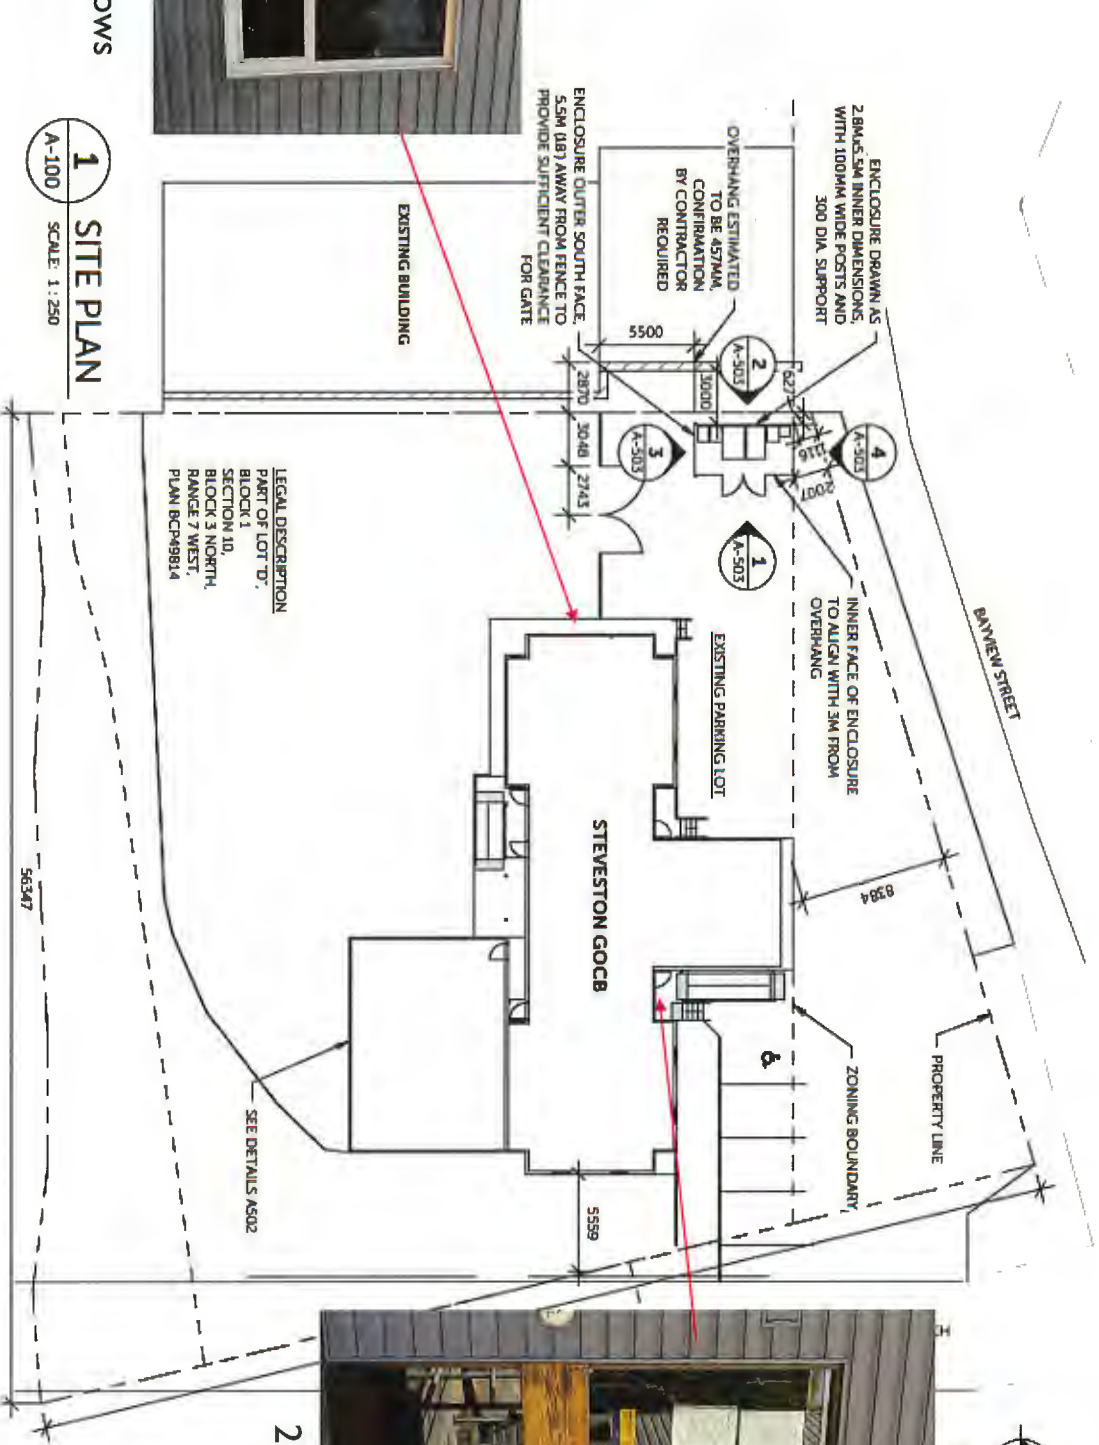 OWS
1
A-100
SITE PLAN
SCALE: 1 : 250
ENCLOSURE DRAWN AS
2.8Mx5.5M INNER DIMENSIONS,
WITH 100MM WIDE POSTS AND
300 DIA. SUPPORT
OVERHANG ESTIMATED
TO BE 457MM,
CONFIRMATION
BY CONTRACTOR
REQUIRED
ENCLOSURE OUTER SOUTH FACE,
5.5M (18') AWAY FROM FENCE TO
PROVIDE SUFFICIENT CLEARANCE
FOR GATE
EXISTING BUILDING
5500
2
A-503
627
3000
2870
3048
2743
3
A-503
4
A-503
1116
2007
1
A-503
INNER FACE OF ENCLOSURE
TO ALIGN WITH 3M FROM
OVERHANG
BAYVIEW STREET
EXISTING PARKING LOT
LEGAL DESCRIPTION
PART OF LOT "D",
BLOCK 1
SECTION 10,
BLOCK 3 NORTH,
RANGE 7 WEST,
PLAN BCP49814
STEVESTON GOCB
8384
PROPERTY LINE
ZONING BOUNDARY
SEE DETAILS A502
5559
56347
2